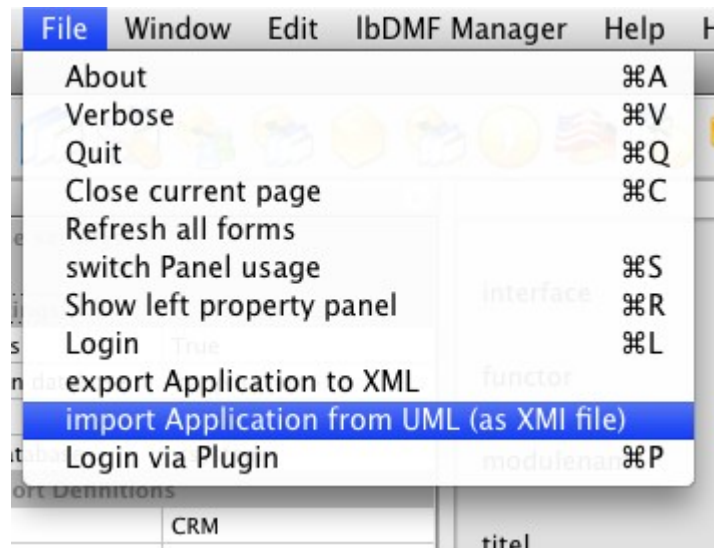 File Window Edit lbDMF Manager Help H
About ⌘A
Verbose ⌘V
Quit ⌘Q
Close current page ⌘C
Refresh all forms
switch Panel usage ⌘S
interface
Show left property panel ⌘R
Login ⌘L
True
functor
export Application to XML
import Application from UML (as XMI file)
Login via Plugin ⌘P
ort Definitions
CRM
titel